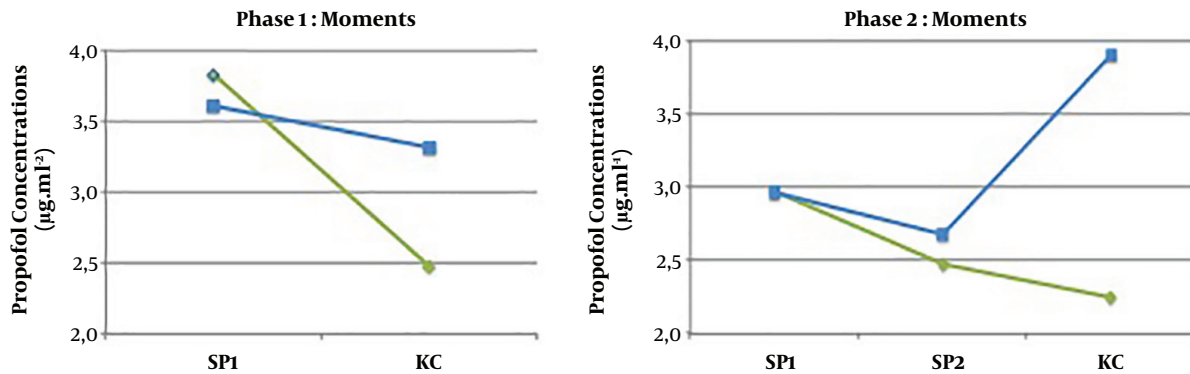 Phase 1 : Moments
Propofol Concentrations
(µg.ml⁻²)
4,0
3,5
3,0
2,5
2,0
SP1 KC
Phase 2 : Moments
Propofol Concentrations
(µg.ml⁻¹)
4,0
3,5
3,0
2,5
2,0
SP1 SP2 KC